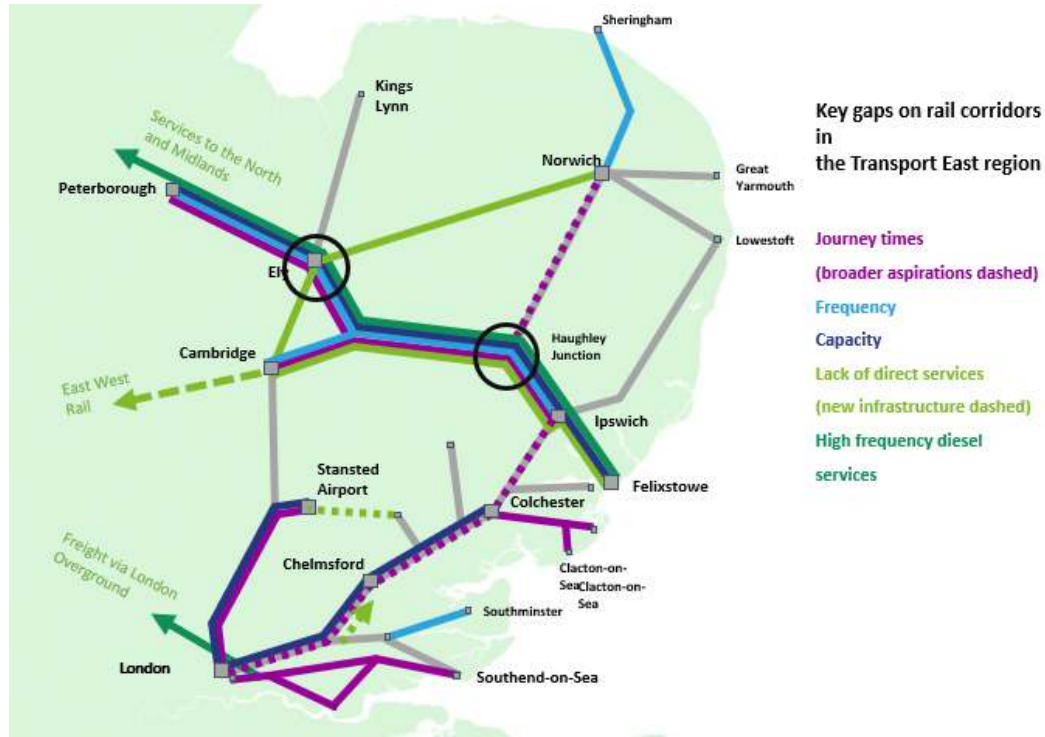 Sheringham
Kings
Lynn
Key gaps on rail corridors
in
the Transport East region
Services to the North
and Midlands
Norwich
Great
Yarmouth
Peterborough
Lowestoft
Journey times
(broader aspirations dashed)
Ely
Frequency
Haughley
Junction
Capacity
Cambridge
East West
Rail
Lack of direct services
(new infrastructure dashed)
Ipswich
High frequency diesel
services
Stansted
Airport
Felixstowe
Colchester
Freight via London
Overground
Chelmsford
Clacton-on-
Sea
Clacton-on-
Sea
Southminster
London
Southend-on-Sea